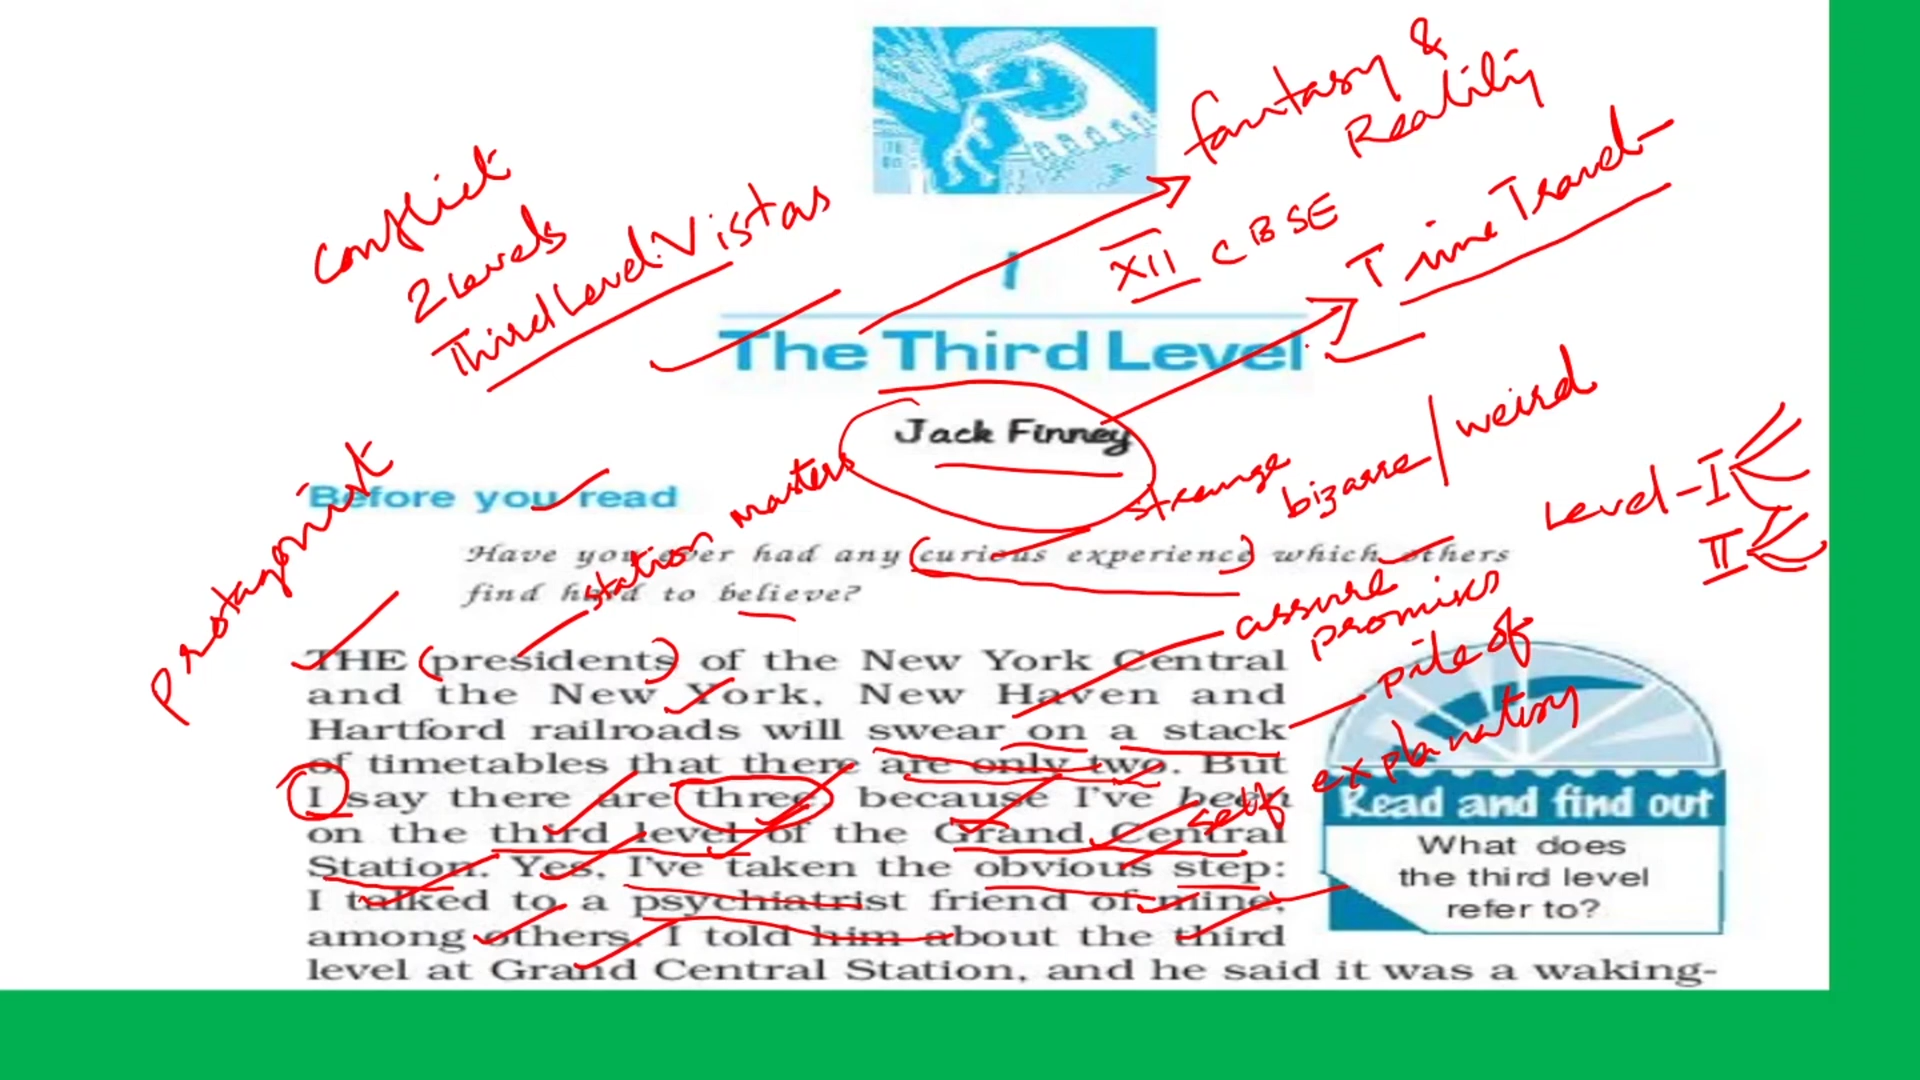 fantasy &
Reality
Conflict
2 Levels
Third Level: Vistas
XII CBSE
Time Travel
1
The Third Level
Jack Finney
Before you read
protagonist
station masters
strange
bizarre / weird
Level - I
II
Have you ever had any curious experience which others
find hard to believe?
assure
promises
pile of
self explanatory
THE presidents of the New York Central
and the New York, New Haven and
Hartford railroads will swear on a stack
of timetables that there are only two. But
I say there are three, because I've been
on the third level of the Grand Central
Station. Yes, I've taken the obvious step:
I talked to a psychiatrist friend of mine,
among others. I told him about the third
level at Grand Central Station, and he said it was a waking-
Read and find out
What does
the third level
refer to?